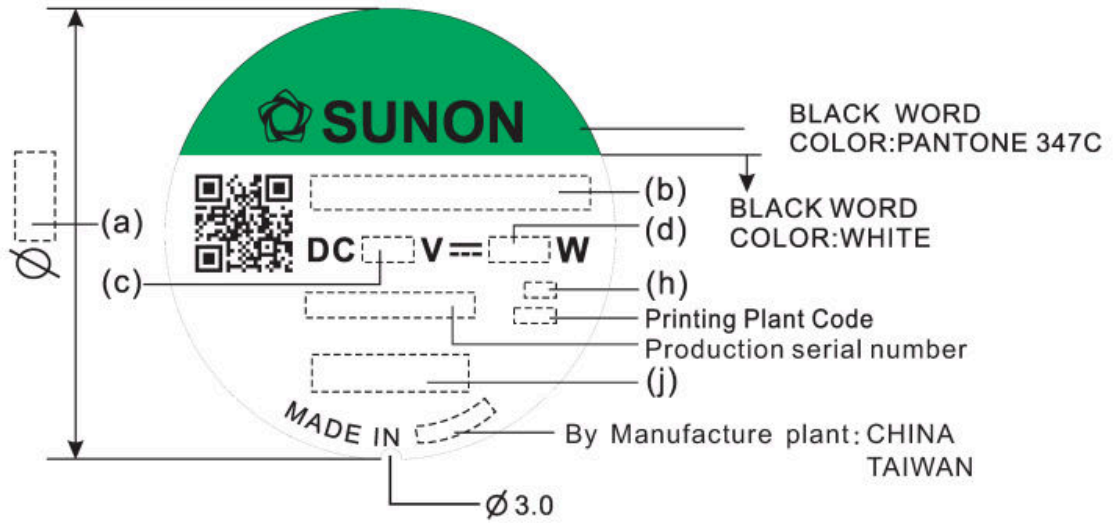 SUNON
BLACK WORD
COLOR:PANTONE 347C
(a)
(b)
BLACK WORD
COLOR:WHITE
(d)
DC V W
(c)
(h)
Printing Plant Code
Production serial number
(j)
MADE IN
By Manufacture plant: CHINA
TAIWAN
Ø
Ø 3.0